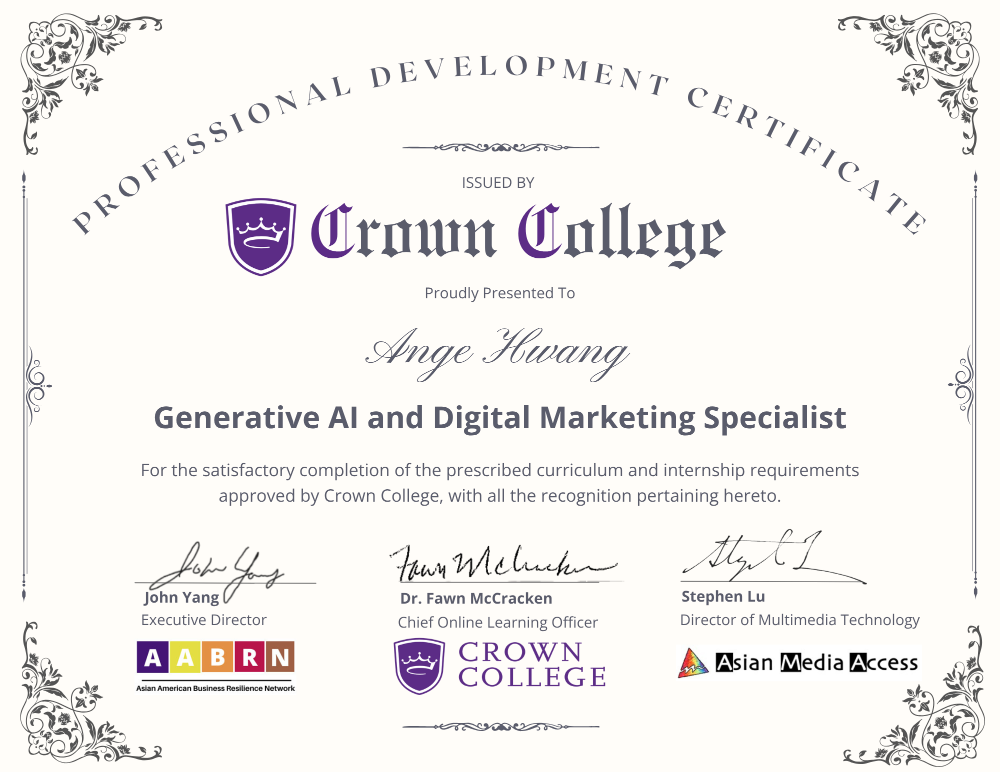 PROFESSIONAL DEVELOPMENT CERTIFICATE
ISSUED BY
Crown College
Proudly Presented To
Ange Hwang
Generative AI and Digital Marketing Specialist
For the satisfactory completion of the prescribed curriculum and internship requirements
approved by Crown College, with all the recognition pertaining hereto.
John Yang
Fawn McCracken
Stephen L
John Yang
Dr. Fawn McCracken
Stephen Lu
Executive Director
Chief Online Learning Officer
Director of Multimedia Technology
AABRN
Asian American Business Resilience Network
CROWN
COLLEGE
Asian Media Access